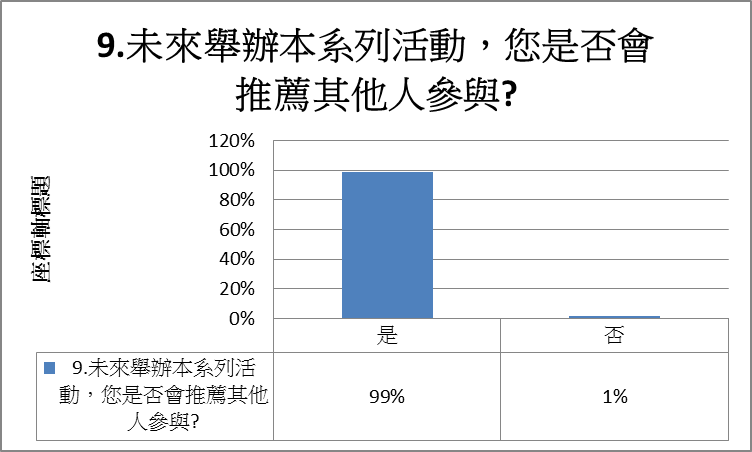 9.未來舉辦本系列活動，您是否會
推薦其他人參與?
120%
100%
80%
60%
40%
20%
0%
座標軸標題
是
否
9.未來舉辦本系列活
動，您是否會推薦其他
人參與?
99%
1%